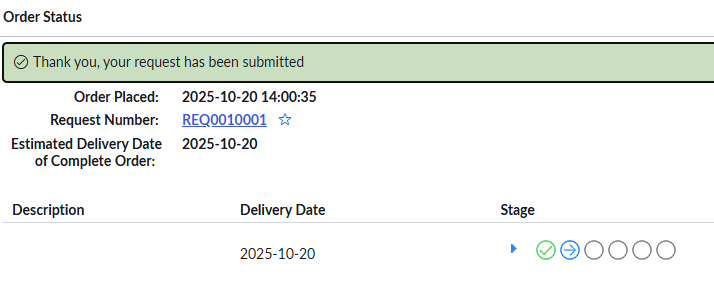 Order Status
Thank you, your request has been submitted
Order Placed: 2025-10-20 14:00:35
Request Number: REQ0010001
Estimated Delivery Date 2025-10-20
of Complete Order:
Description Delivery Date Stage
2025-10-20